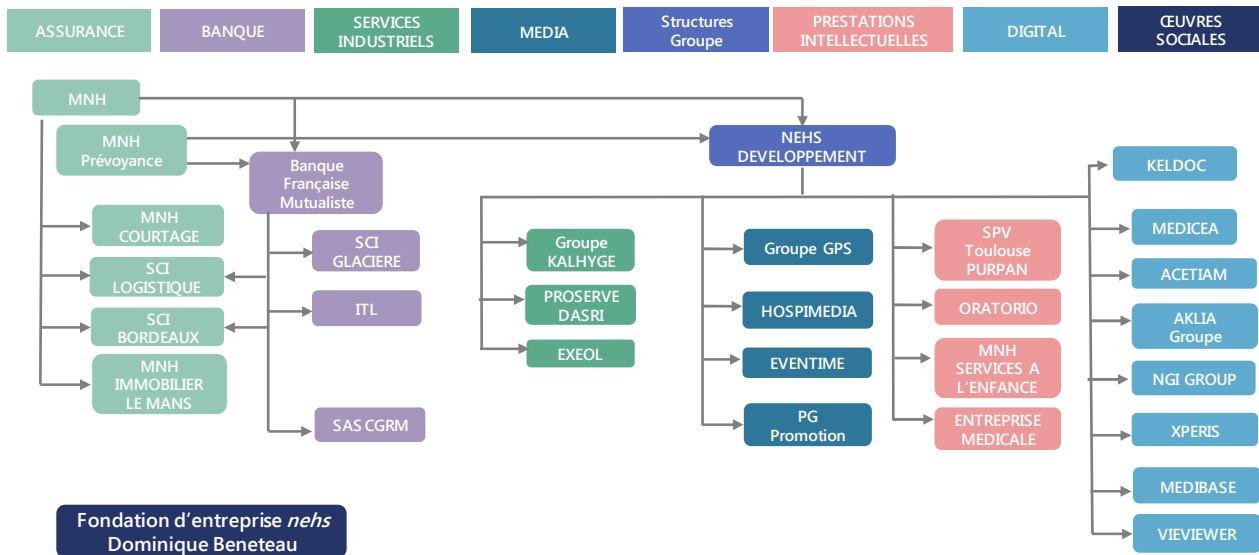 ASSURANCE
BANQUE
SERVICES
INDUSTRIELS
MEDIA
Structures
Groupe
PRESTATIONS
INTELLECTUELLES
DIGITAL
ŒUVRES
SOCIALES
MNH
MNH
Prévoyance
Banque
Française
Mutualiste
NEHS
DEVELOPPEMENT
MNH
COURTAGE
SCI
LOGISTIQUE
SCI
BORDEAUX
MNH
IMMOBILIER
LE MANS
SCI
GLACIERE
ITL
SAS CGRM
Groupe
KALHYGE
PROSERVE
DASRI
EXEOL
Groupe GPS
HOSPIMEDIA
EVENTIME
PG
Promotion
SPV
Toulouse
PURPAN
ORATORIO
MNH
SERVICES A
L'ENFANCE
ENTREPRISE
MEDICALE
KELDOC
MEDICEA
ACETIAM
AKLIA
Groupe
NGI GROUP
XPERIS
MEDIBASE
VIEVIEWER
Fondation d'entreprise nehs
Dominique Beneteau